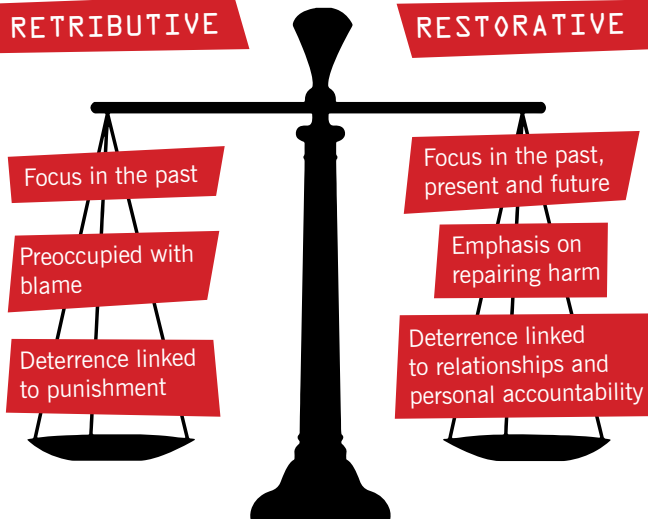 RETRIBUTIVE
Focus in the past
Preoccupied with
blame
Deterrence linked
to punishment
RESTORATIVE
Focus in the past,
present and future
Emphasis on
repairing harm
Deterrence linked
to relationships and
personal accountability